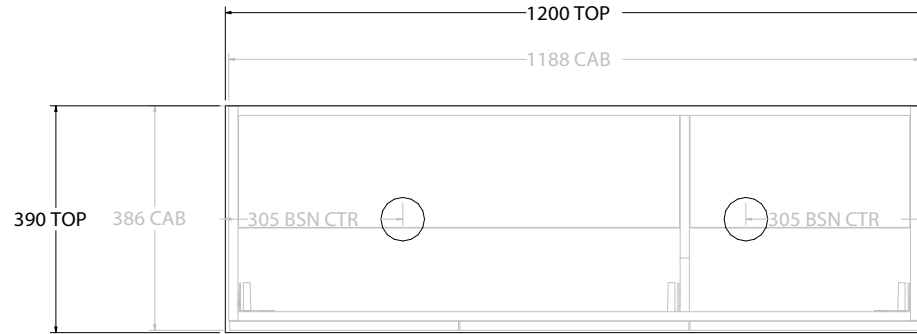 1200 TOP
1188 CAB
390 TOP
386 CAB
305 BSN CTR
305 BSN CTR